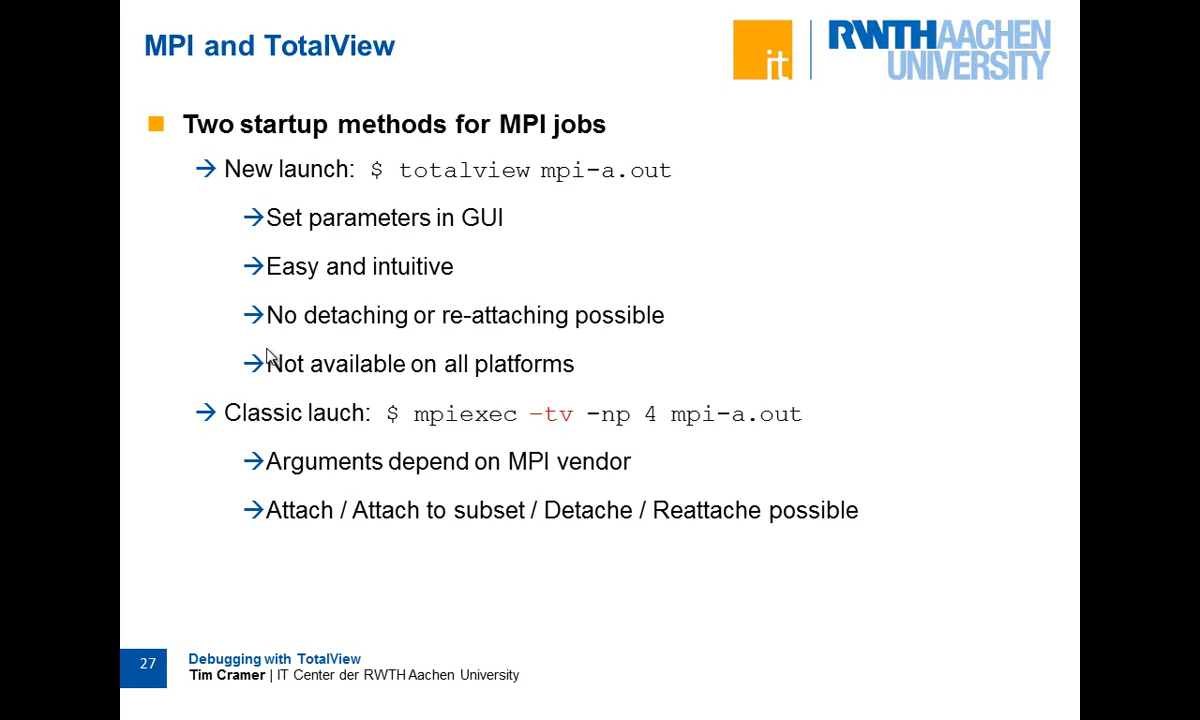 MPI and TotalView
it
RWTHAACHEN
UNIVERSITY
Two startup methods for MPI jobs
→ New launch: $ totalview mpi-a.out
→Set parameters in GUI
→Easy and intuitive
→No detaching or re-attaching possible
→Not available on all platforms
→ Classic lauch: $ mpiexec –tv -np 4 mpi-a.out
→Arguments depend on MPI vendor
→Attach / Attach to subset / Detache / Reattache possible
27
Debugging with TotalView
Tim Cramer | IT Center der RWTH Aachen University